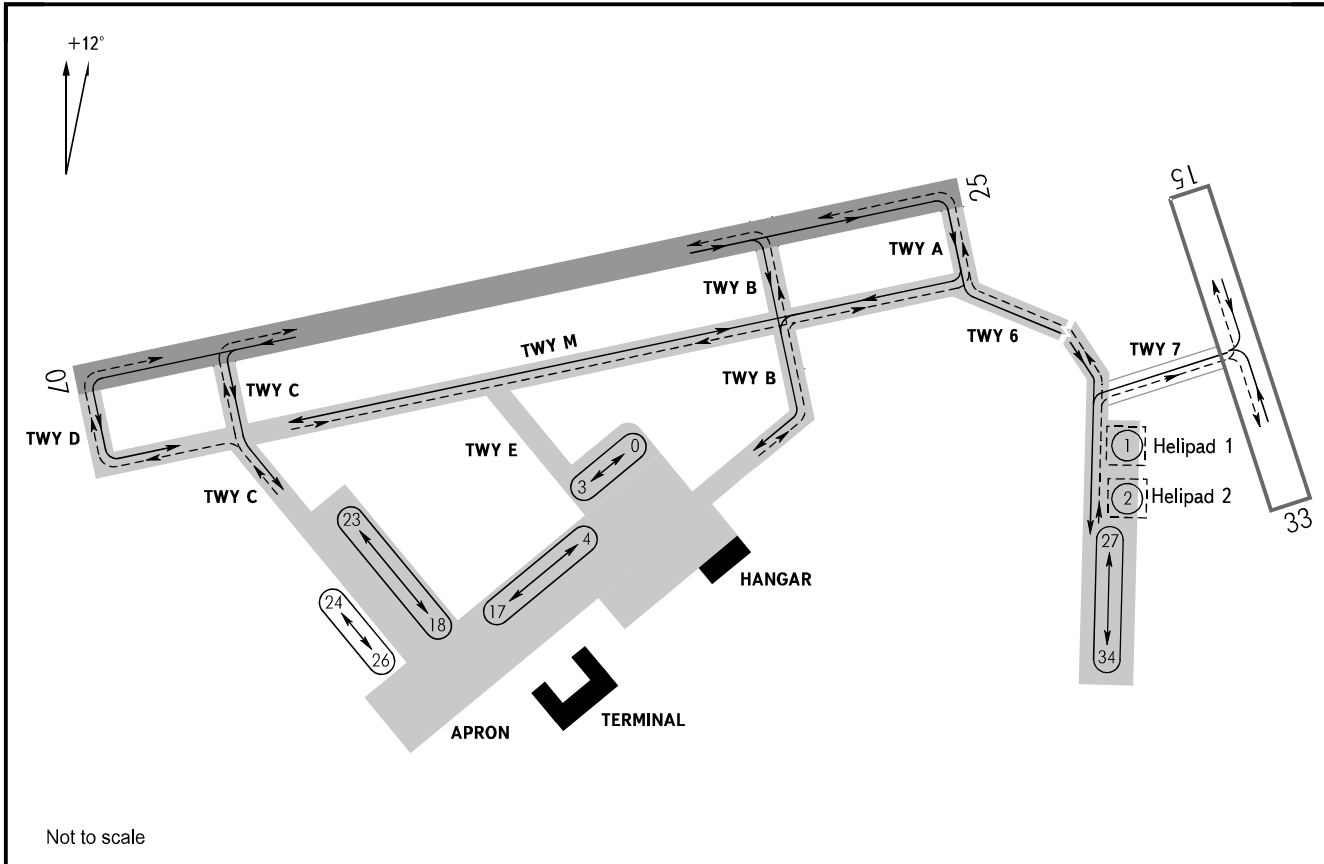 +12°
15
25
TWY A
TWY B
TWY 6
TWY M
TWY 7
07
TWY C
TWY B
TWY D
1
Helipad 1
0
TWY E
3
TWY C
2
Helipad 2
23
33
4
27
HANGAR
24
17
18
26
34
TERMINAL
APRON
Not to scale